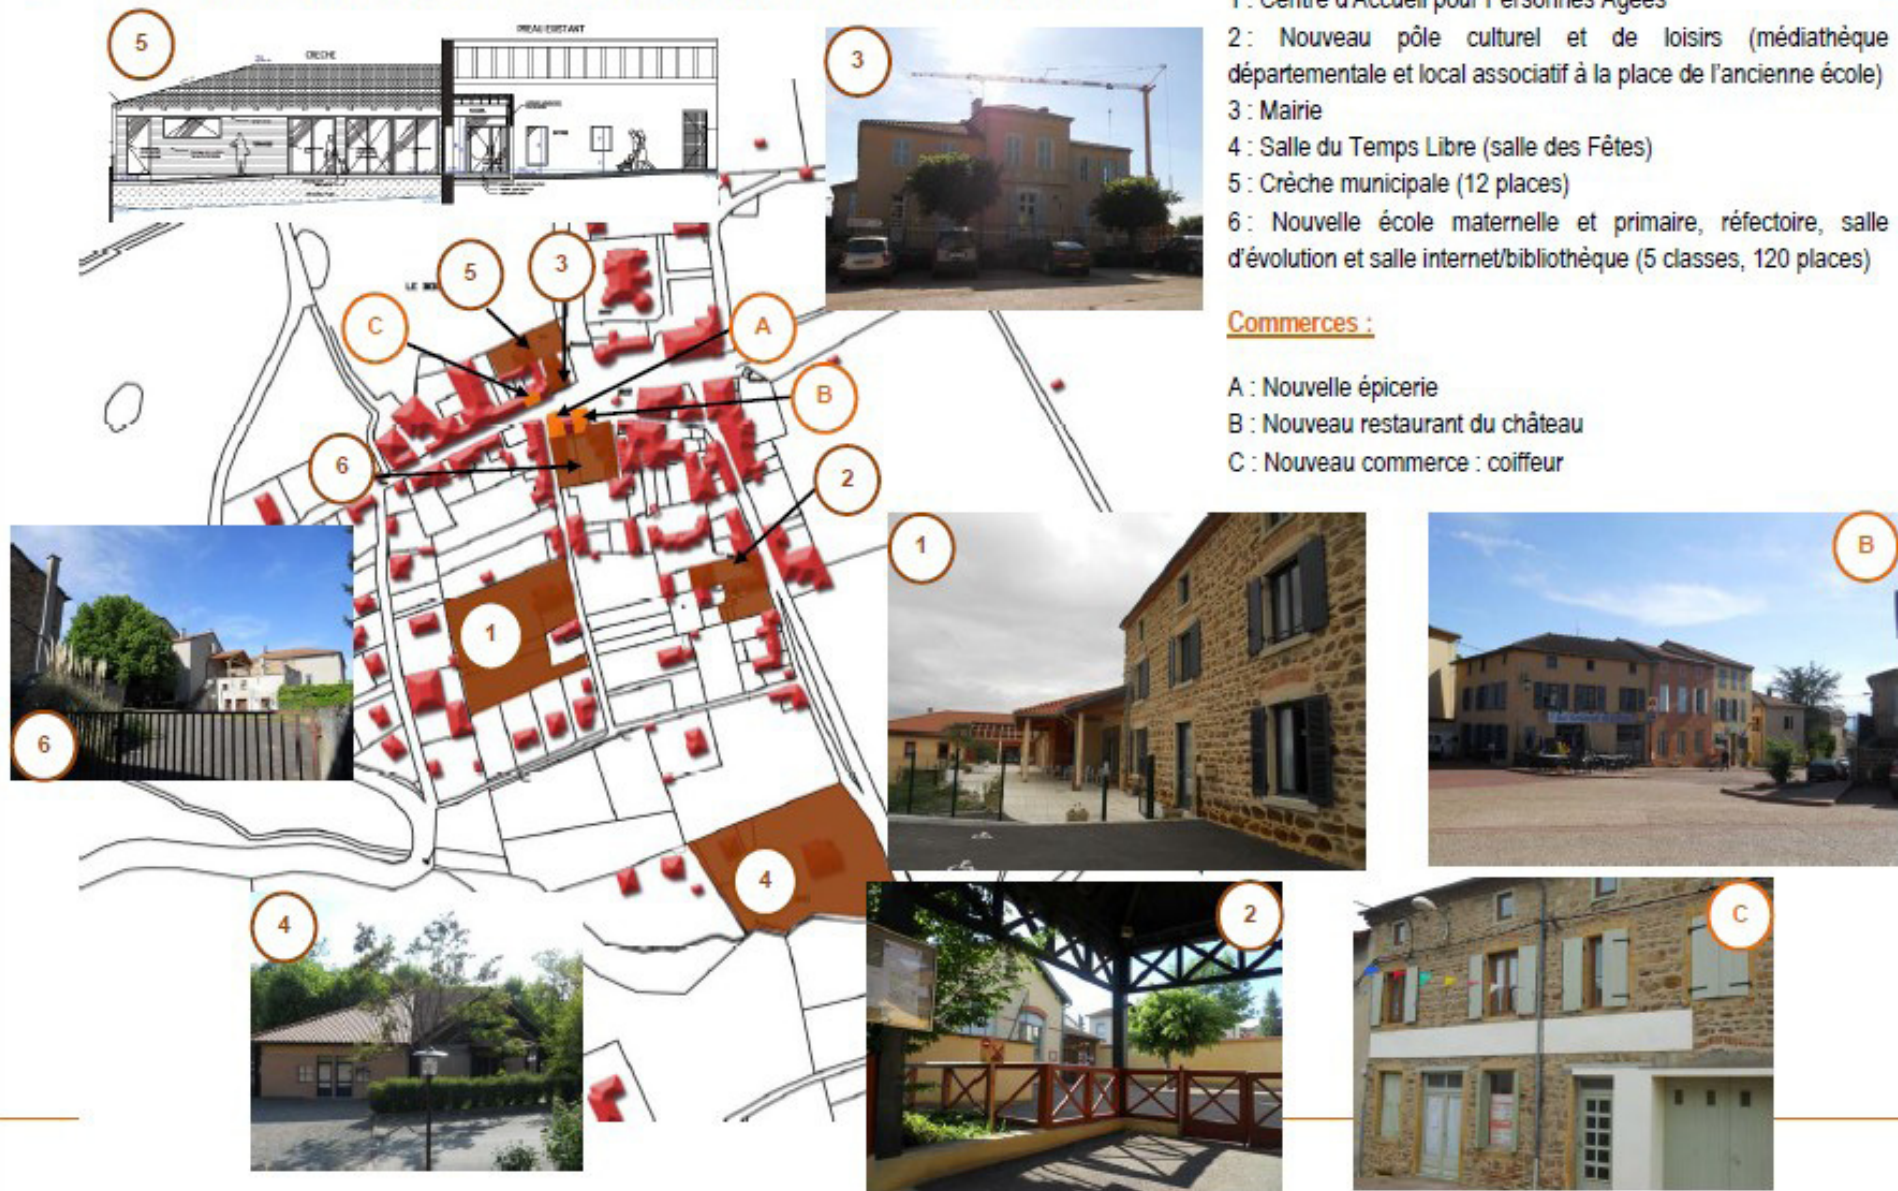 1 : Centre d'Accueil pour Personnes Agées
2 : Nouveau pôle culturel et de loisirs (médiathèque
départementale et local associatif à la place de l'ancienne école)
3 : Mairie
4 : Salle du Temps Libre (salle des Fêtes)
5 : Crèche municipale (12 places)
6 : Nouvelle école maternelle et primaire, réfectoire, salle
d'évolution et salle internet/bibliothèque (5 classes, 120 places)
Commerces :
A : Nouvelle épicerie
B : Nouveau restaurant du château
C : Nouveau commerce : coiffeur
5
CRECHE
PREAU EXISTANT
3
5
3
C
A
B
6
2
LE
1
4
6
1
B
4
2
C